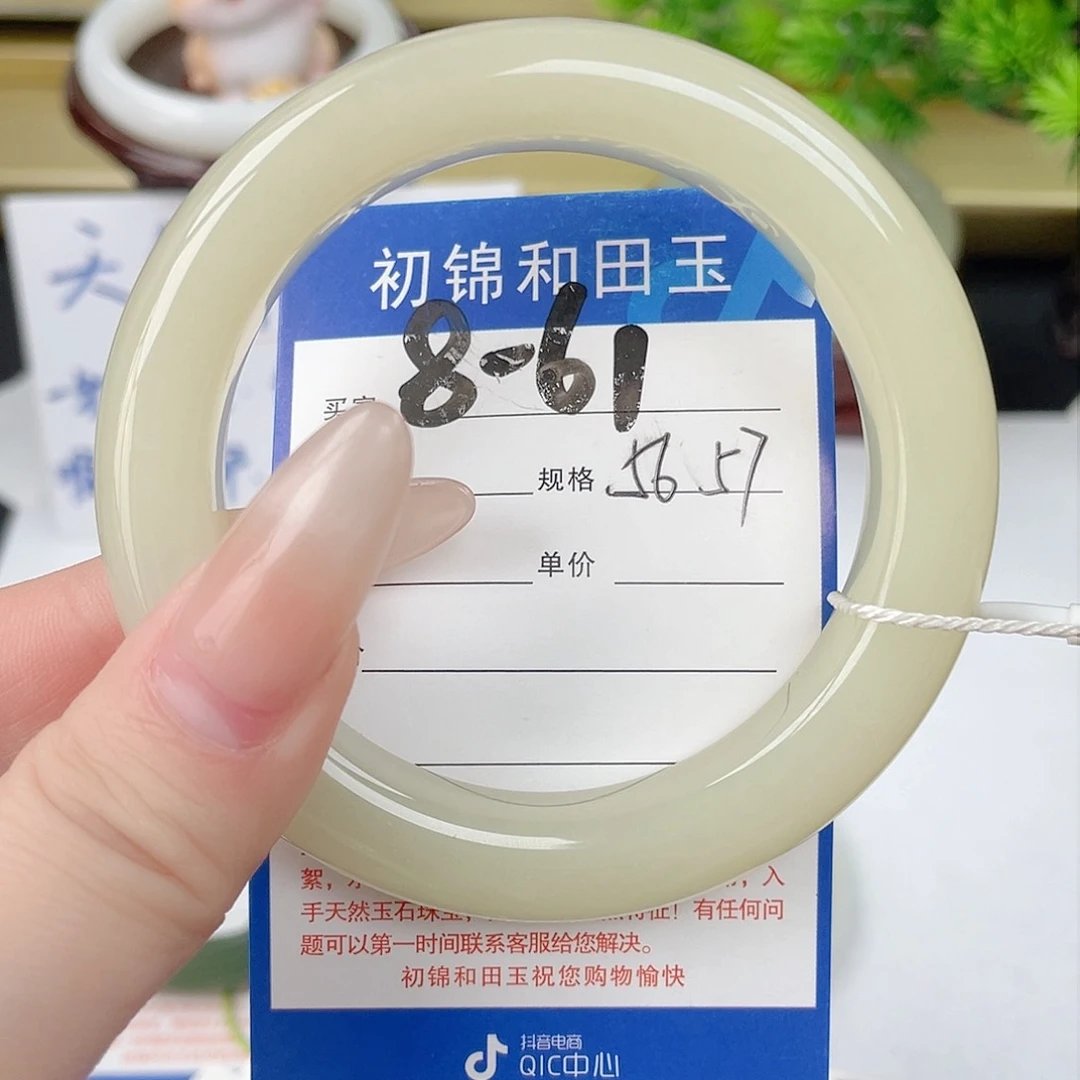 天
初锦和田玉
8-61
买家
规格 56 57
单价
絮，
手天然玉石珠宝，
特征！有任何问
题可以第一时间联系客服给您解决。
初锦和田玉祝您购物愉快
抖音电商
QIC中心